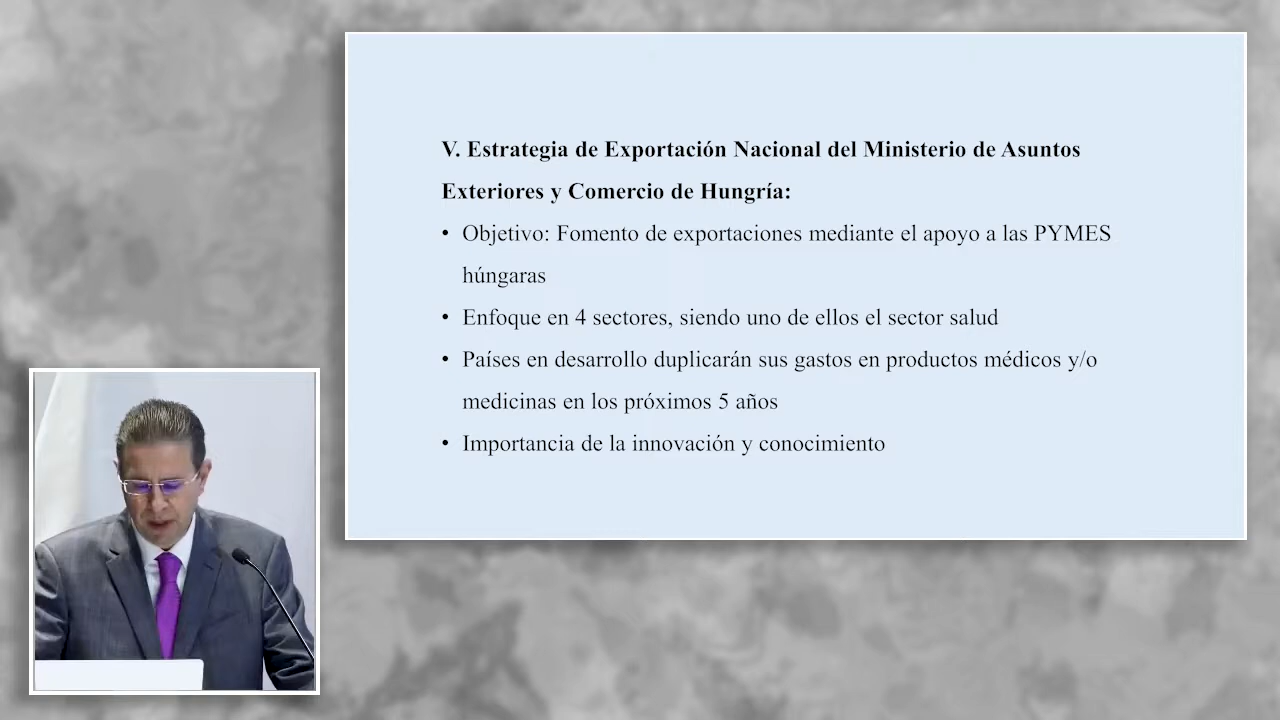 V. Estrategia de Exportación Nacional del Ministerio de Asuntos
Exteriores y Comercio de Hungría:
• Objetivo: Fomento de exportaciones mediante el apoyo a las PYMES
húngaras
• Enfoque en 4 sectores, siendo uno de ellos el sector salud
• Países en desarrollo duplicarán sus gastos en productos médicos y/o
medicinas en los próximos 5 años
• Importancia de la innovación y conocimiento